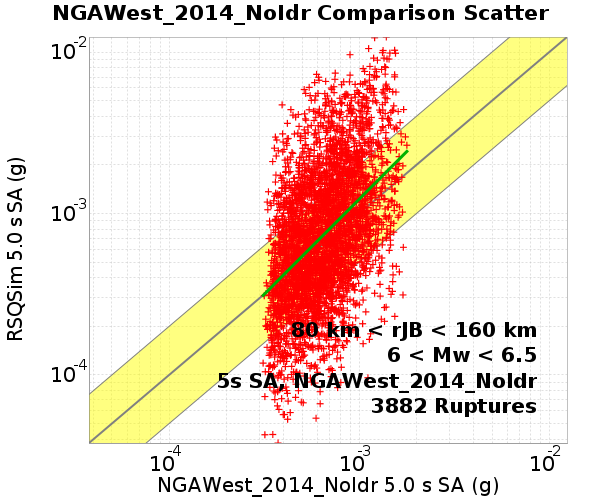 NGAWest_2014_NoIdr Comparison Scatter
10-2
10-3
10-4
RSQSim 5.0 s SA (g)
80 km < rJB < 160 km
6 < Mw < 6.5
5s SA, NGAWest_2014_NoIdr
3882 Ruptures
10-4 10-3 10-2
NGAWest_2014_NoIdr 5.0 s SA (g)